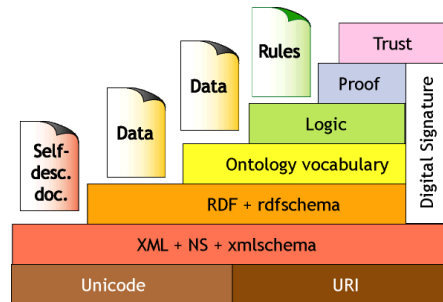 Rules
Trust
Data
Proof
Data
Logic
Self-
desc.
doc.
Ontology vocabulary
Digital Signature
RDF + rdfschema
XML + NS + xmlschema
Unicode
URI